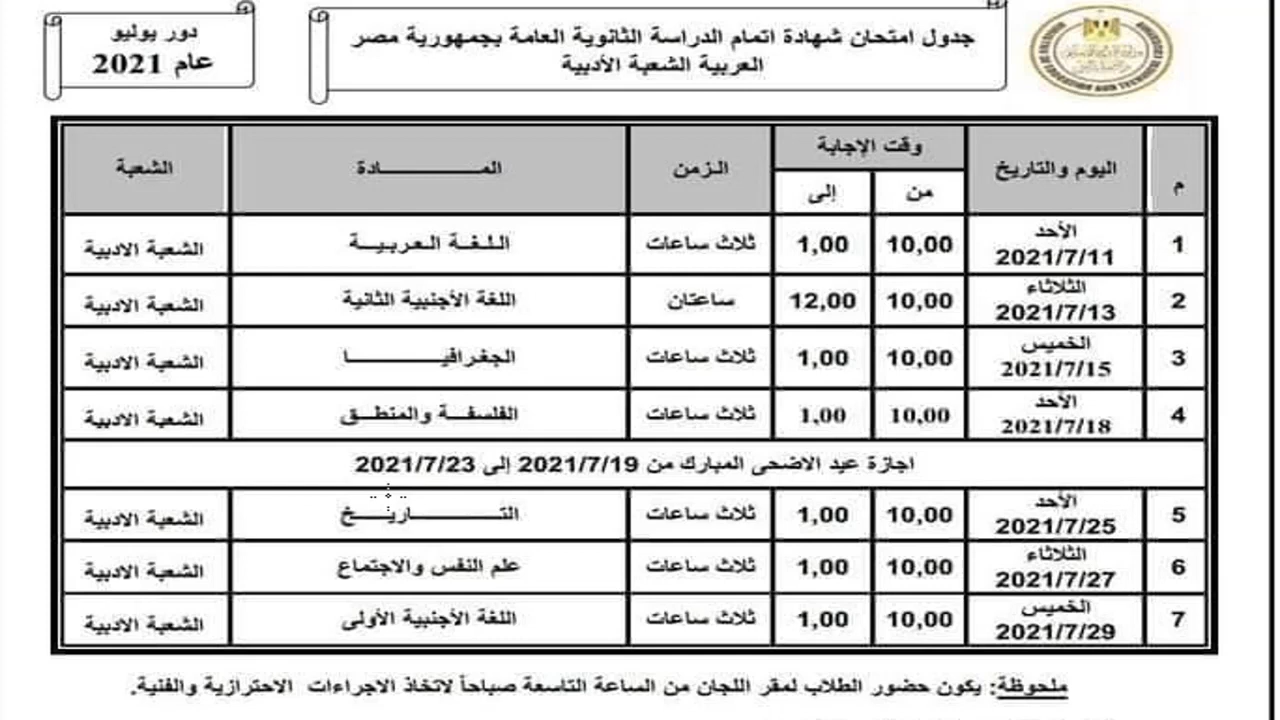 جدول امتحان شهادة اتمام الدراسة الثانوية العامة بجمهورية مصر
العربية الشعبة الأدبية
دور يوليو
عام 2021
م اليوم والتاريخ وقت الإجابة الزمن المــــــــادة الشعبة
من إلى
1 الأحد 2021/7/11 10,00 1,00 ثلاث ساعات اللغة العربية الشعبة الادبية
2 الثلاثاء 2021/7/13 10,00 12,00 ساعتان اللغة الأجنبية الثانية الشعبة الادبية
3 الخميس 2021/7/15 10,00 1,00 ثلاث ساعات الجغرافيــــــــا الشعبة الادبية
4 الأحد 2021/7/18 10,00 1,00 ثلاث ساعات الفلسفة والمنطق الشعبة الادبية
اجازة عيد الاضحى المبارك من 2021/7/19 إلى 2021/7/23
5 الأحد 2021/7/25 10,00 1,00 ثلاث ساعات التــــــــاريخ الشعبة الادبية
6 الثلاثاء 2021/7/27 10,00 1,00 ثلاث ساعات علم النفس والاجتماع الشعبة الادبية
7 الخميس 2021/7/29 10,00 1,00 ثلاث ساعات اللغة الأجنبية الأولى الشعبة الادبية
ملحوظة: يكون حضور الطلاب لمقر اللجان من الساعة التاسعة صباحاً لاتخاذ الاجراءات الاحترازية والفنية.